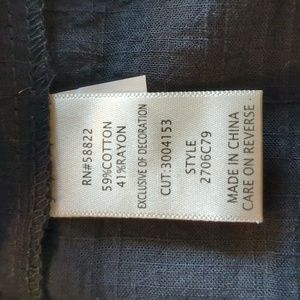 RN#58822
59%COTTON
41%RAYON
EXCLUSIVE OF DECORATION
CUT:3004153
STYLE
2706C79
MADE IN CHINA
CARE ON REVERSE